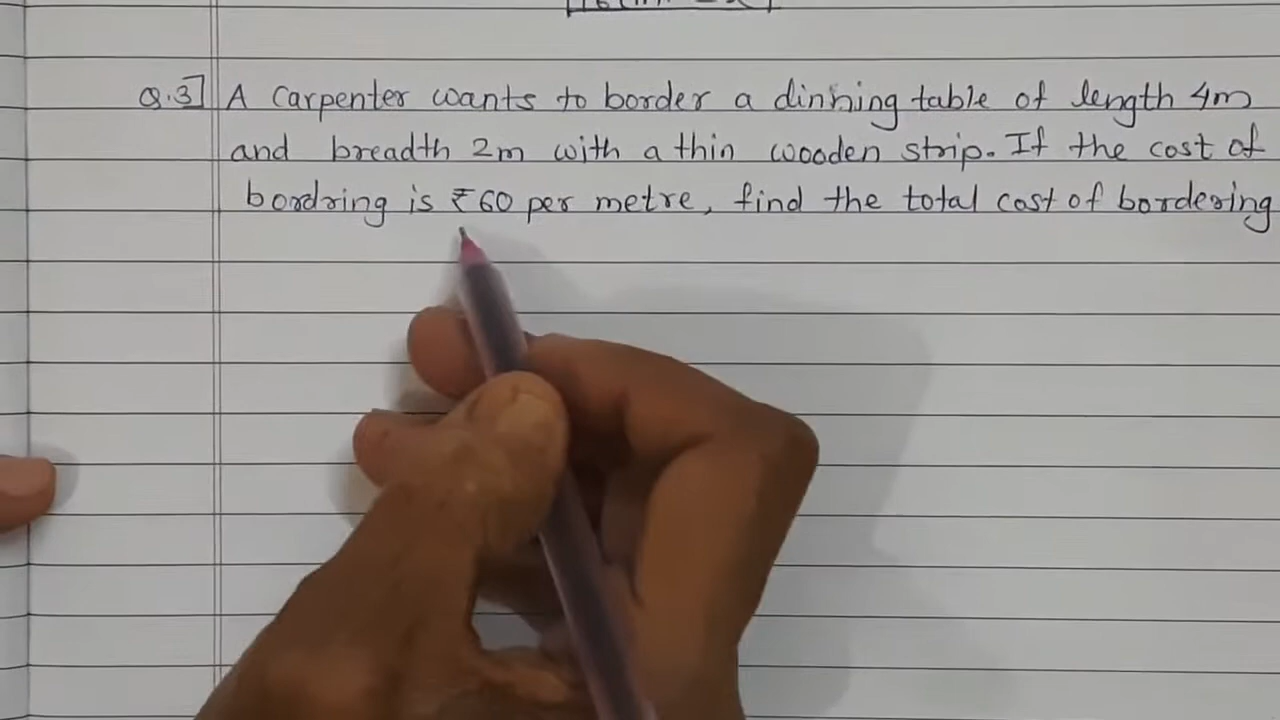 Q.3] A carpenter wants to border a dinning table of length 4m
and breadth 2m with a thin wooden strip. If the cost of
bordring is ₹60 per metre, find the total cost of bordering